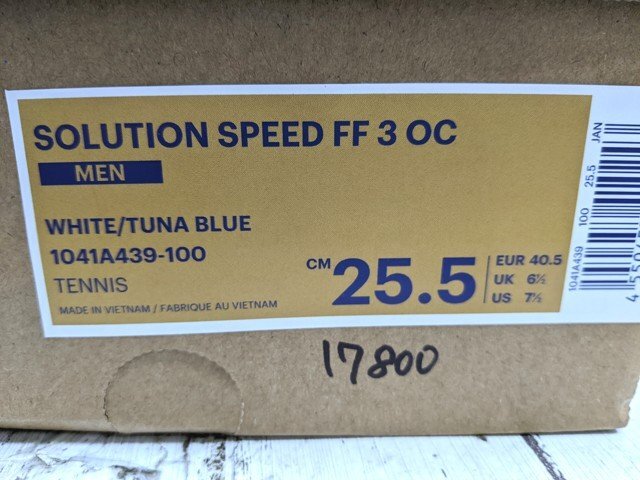 SOLUTION SPEED FF 3 OC
MEN
WHITE/TUNA BLUE
1041A439-100
TENNIS
MADE IN VIETNAM / FABRIQUE AU VIETNAM
CM 25.5
EUR 40.5
UK 6½
US 7½
1041A439 100 25.5 JAN
17800